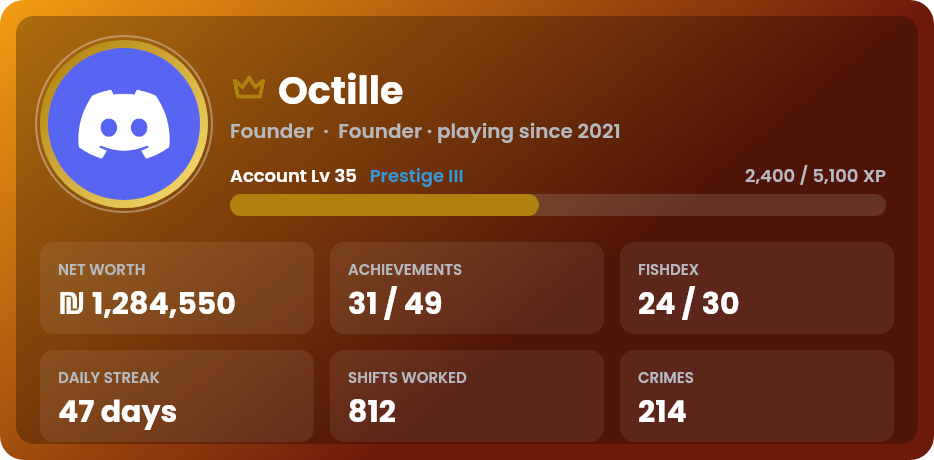 Octille
Founder · Founder · playing since 2021
Account Lv 35 Prestige III 2,400 / 5,100 XP
NET WORTH ACHIEVEMENTS FISHDEX
₪ 1,284,550 31 / 49 24 / 30
DAILY STREAK SHIFTS WORKED CRIMES
47 days 812 214